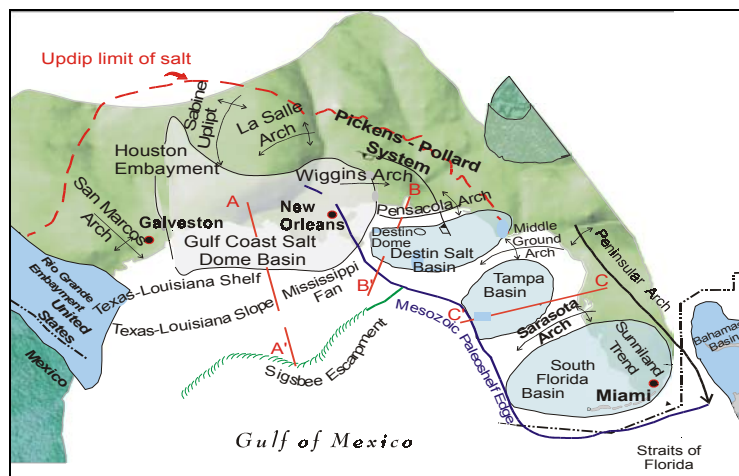 Updip limit of salt
Sabine
Uplipt
La Salle
Arch
Pickens - Pollard
System
Houston
Embayment
Wiggins Arch
A
B
San Marcos
Arch
Galveston
New
Orleans
Pensacola Arch
Destin
Dome
Destin Salt
Basin
Middle
Ground
Arch
Peninsular Arch
Gulf Coast Salt
Dome Basin
Rio Grande
Embayment
United
States
Mexico
Texas-Louisiana Shelf
Mississippi
Fan
B'
Tampa
Basin
C
C'
Texas-Louisiana Slope
Mesozoic Paleoshelf Edge
Sarasota
Arch
Sunniland
Trend
Bahamas
Basin
A'
Sigsbee Escarpment
South
Florida
Basin
Miami
Gulf of Mexico
Straits of
Florida